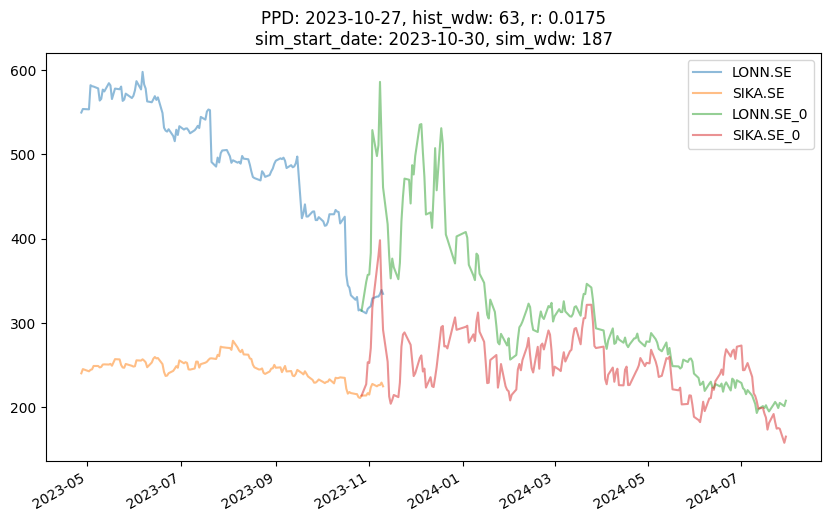 PPD: 2023-10-27, hist_wdw: 63, r: 0.0175
sim_start_date: 2023-10-30, sim_wdw: 187
LONN.SE
SIKA.SE
LONN.SE_0
SIKA.SE_0
600
500
400
300
200
2023-05
2023-07
2023-09
2023-11
2024-01
2024-03
2024-05
2024-07